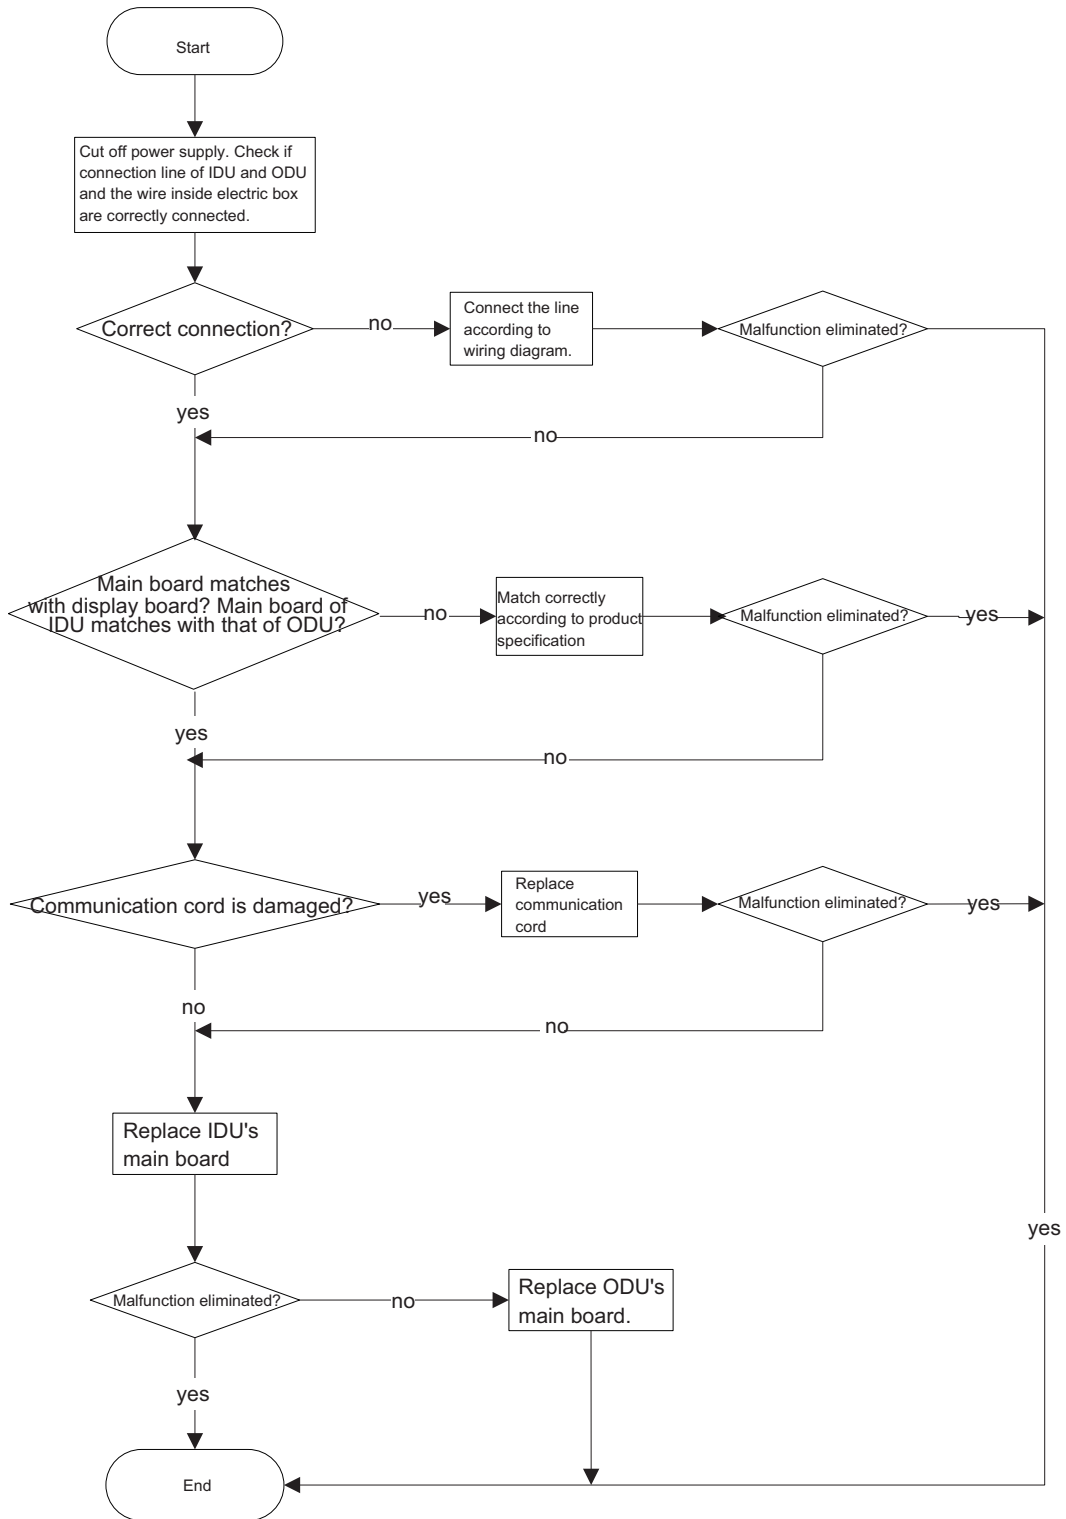 Start
Cut off power supply. Check if
connection line of IDU and ODU
and the wire inside electric box
are correctly connected.
Correct connection?
no
Connect the line
according to
wiring diagram.
Malfunction eliminated?
yes
no
Main board matches
with display board? Main board of
IDU matches with that of ODU?
no
Match correctly
according to product
specification
Malfunction eliminated?
yes
yes
no
Communication cord is damaged?
yes
Replace
communication
cord
Malfunction eliminated?
yes
no
no
Replace IDU's
main board
yes
Malfunction eliminated?
no
Replace ODU's
main board.
yes
End